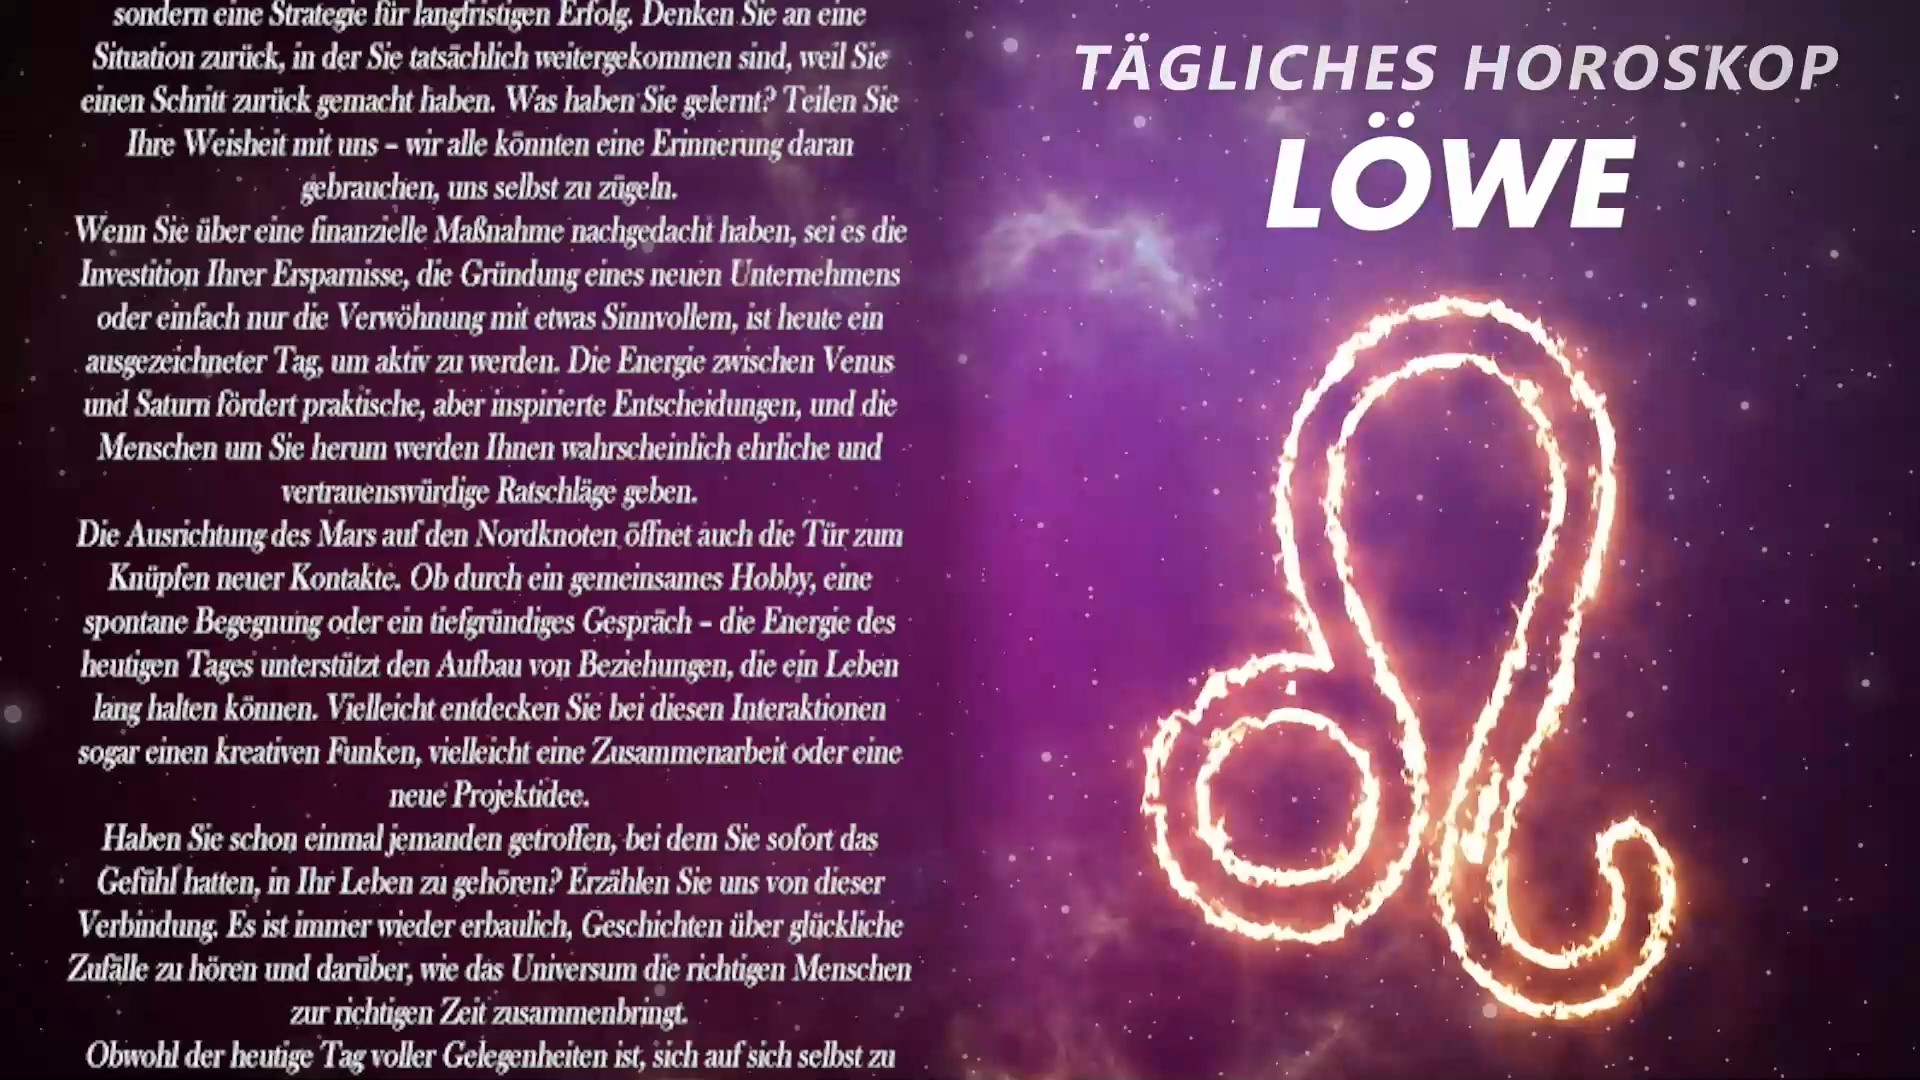 sondern eine Strategie für langfristigen Erfolg. Denken Sie an eine
Situation zurück, in der Sie tatsächlich weitergekommen sind, weil Sie
einen Schritt zurück gemacht haben. Was haben Sie gelernt? Teilen Sie
Ihre Weisheit mit uns – wir alle könnten eine Erinnerung daran
gebrauchen, uns selbst zu zügeln.
Wenn Sie über eine finanzielle Maßnahme nachgedacht haben, sei es die
Investition Ihrer Ersparnisse, die Gründung eines neuen Unternehmens
oder einfach nur die Verwöhnung mit etwas Sinnvollem, ist heute ein
ausgezeichneter Tag, um aktiv zu werden. Die Energie zwischen Venus
und Saturn fördert praktische, aber inspirierte Entscheidungen, und die
Menschen um Sie herum werden Ihnen wahrscheinlich ehrliche und
vertrauenswürdige Ratschläge geben.
Die Ausrichtung des Mars auf den Nordknoten öffnet auch die Tür zum
Knüpfen neuer Kontakte. Ob durch ein gemeinsames Hobby, eine
spontane Begegnung oder ein tiefgründiges Gespräch – die Energie des
heutigen Tages unterstützt den Aufbau von Beziehungen, die ein Leben
lang halten können. Vielleicht entdecken Sie bei diesen Interaktionen
sogar einen kreativen Funken, vielleicht eine Zusammenarbeit oder eine
neue Projektidee.
Haben Sie schon einmal jemanden getroffen, bei dem Sie sofort das
Gefühl hatten, in Ihr Leben zu gehören? Erzählen Sie uns von dieser
Verbindung. Es ist immer wieder erbaulich, Geschichten über glückliche
Zufälle zu hören und darüber, wie das Universum die richtigen Menschen
zur richtigen Zeit zusammenbringt.
Obwohl der heutige Tag voller Gelegenheiten ist, sich auf sich selbst zu
TÄGLICHES HOROSKOP
LÖWE